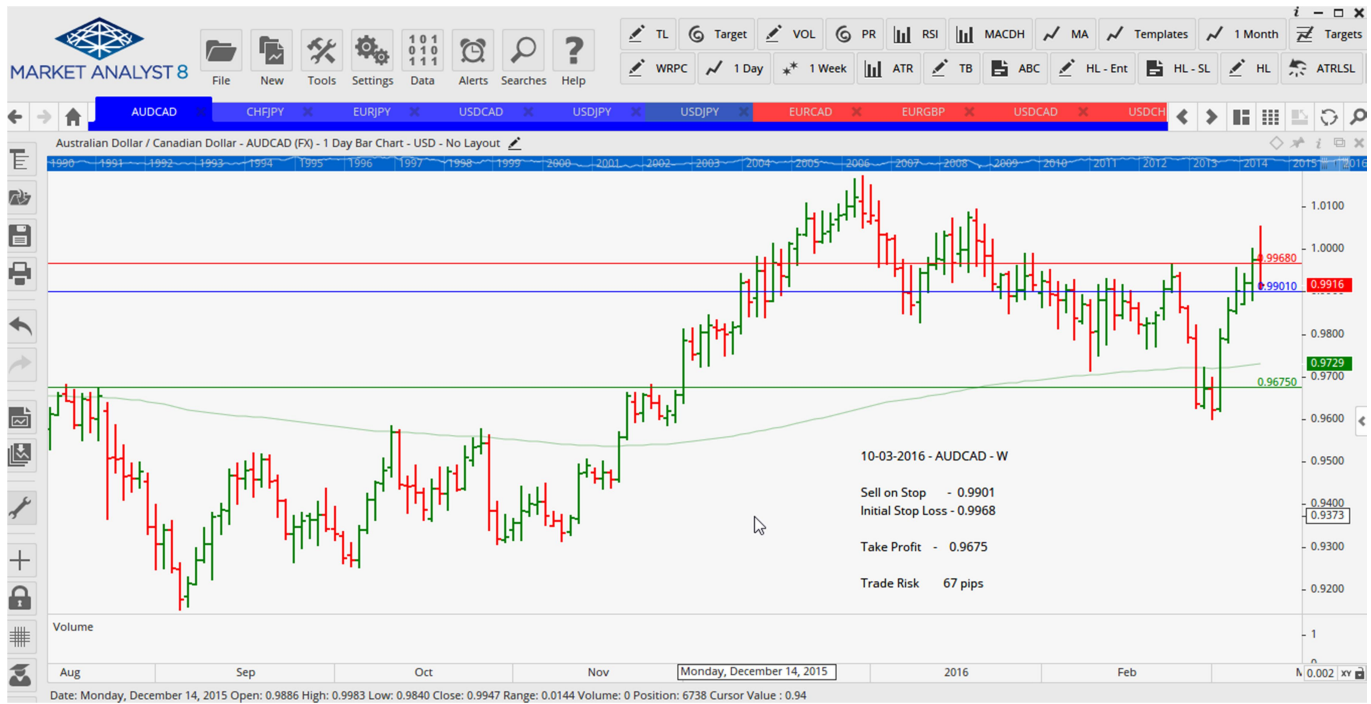 i
MARKET ANALYST 8
File New Tools Settings Data Alerts Searches Help
101
010
101
TL Target VOL PR RSI MACDH MA Templates 1 Month Targets
WRPC 1 Day 1 Week ATR TB ABC HL - Ent HL - SL HL ATRLSL
AUDCAD CHFJPY EURJPY USDCAD USDJPY USDJPY EURCAD EURGBP USDCAD USDCH
Australian Dollar / Canadian Dollar - AUDCAD (FX) - 1 Day Bar Chart - USD - No Layout
1990 1991 1992 1993 1994 1995 1996 1997 1998 1999 2000 2001 2002 2003 2004 2005 2006 2007 2008 2009 2010 2011 2012 2013 2014 2015 2016
1.0100
1.0000
0.99680
0.9916
0.99010
0.9800
0.9729
0.9700
0.96750
0.9600
10-03-2016 - AUDCAD - W
0.9500
Sell on Stop - 0.9901
0.9400
Initial Stop Loss - 0.9968
0.9373
Take Profit - 0.9675
0.9300
Trade Risk 67 pips
0.9200
Volume
1
0
Aug Sep Oct Nov Monday, December 14, 2015 2016 Feb 0.002 XY
Date: Monday, December 14, 2015 Open: 0.9886 High: 0.9983 Low: 0.9840 Close: 0.9947 Range: 0.0144 Volume: 0 Position: 6738 Cursor Value : 0.94